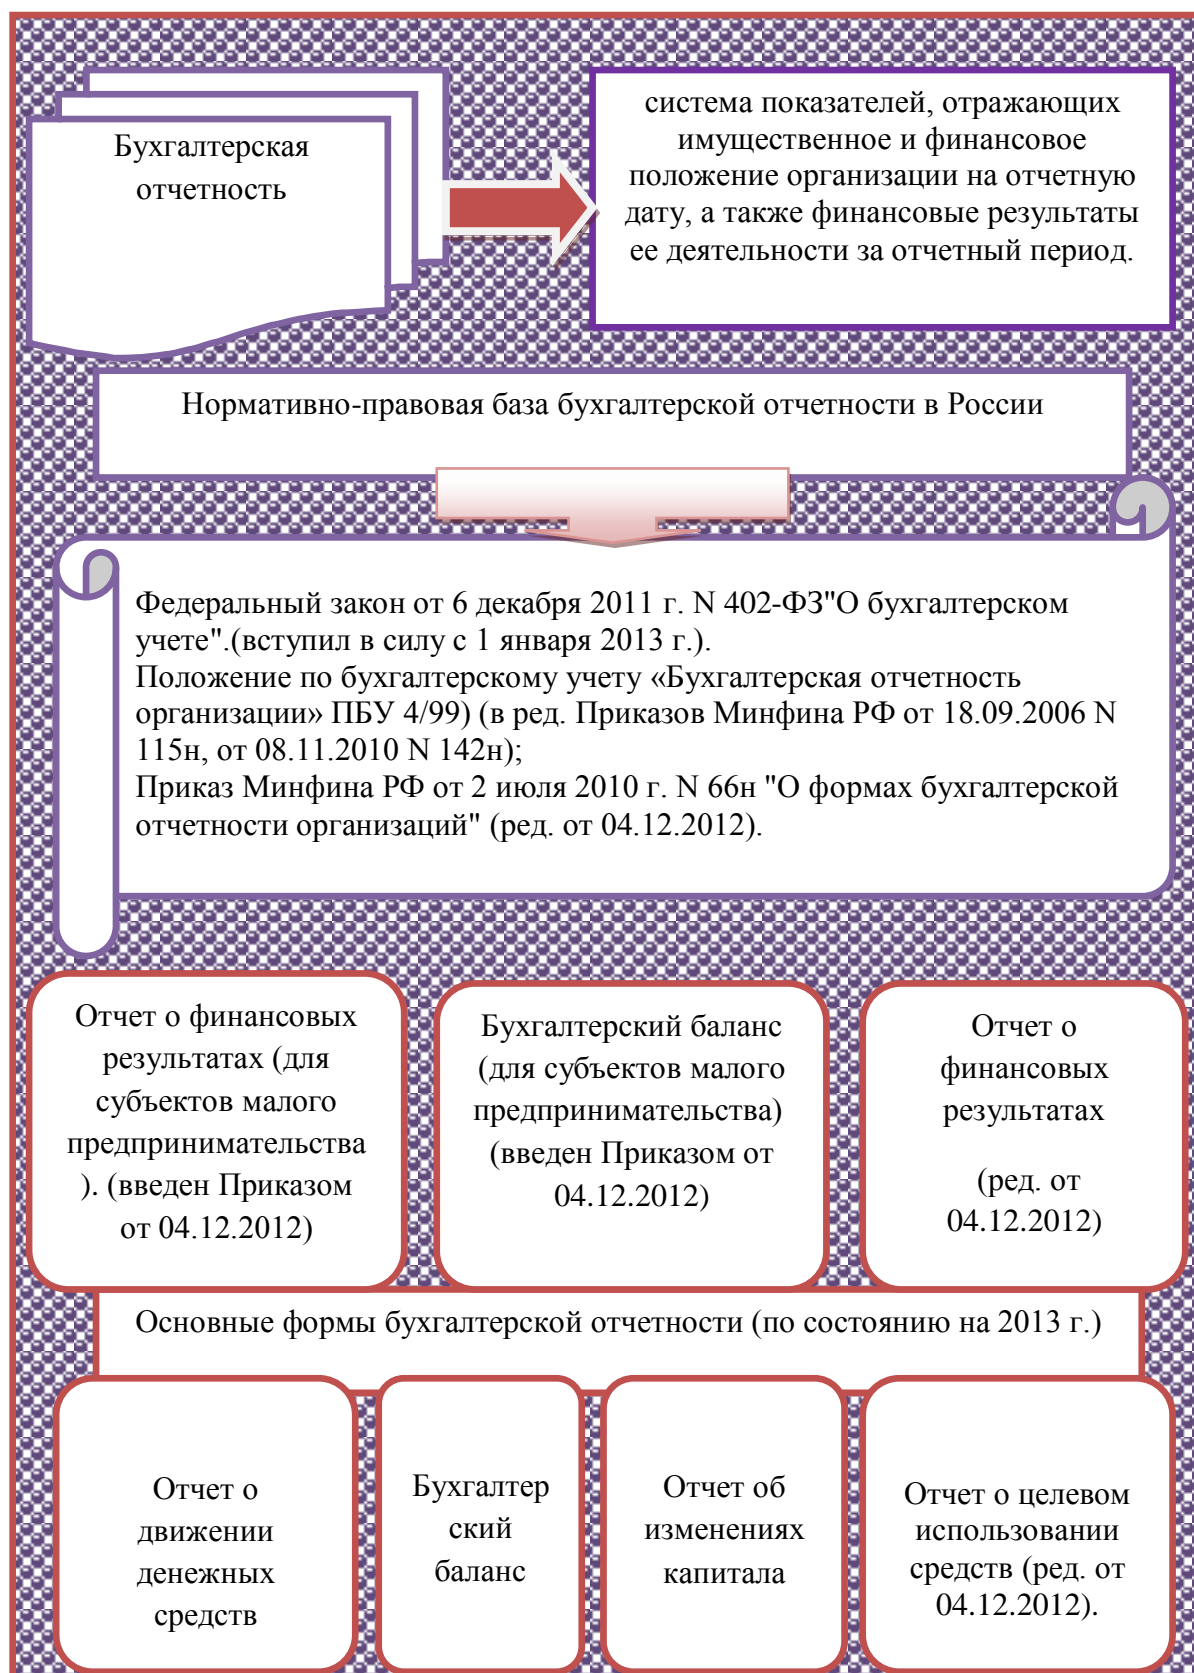 Бухгалтерская
отчетность
система показателей, отражающих
имущественное и финансовое
положение организации на отчетную
дату, а также финансовые результаты
ее деятельности за отчетный период.
Нормативно-правовая база бухгалтерской отчетности в России
Федеральный закон от 6 декабря 2011 г. N 402-ФЗ"О бухгалтерском
учете".(вступил в силу с 1 января 2013 г.).
Положение по бухгалтерскому учету «Бухгалтерская отчетность
организации» ПБУ 4/99) (в ред. Приказов Минфина РФ от 18.09.2006 N
115н, от 08.11.2010 N 142н);
Приказ Минфина РФ от 2 июля 2010 г. N 66н "О формах бухгалтерской
отчетности организаций" (ред. от 04.12.2012).
Отчет о финансовых
результатах (для
субъектов малого
предпринимательства
). (введен Приказом
от 04.12.2012)
Бухгалтерский баланс
(для субъектов малого
предпринимательства)
(введен Приказом от
04.12.2012)
Отчет о
финансовых
результатах
(ред. от
04.12.2012)
Основные формы бухгалтерской отчетности (по состоянию на 2013 г.)
Отчет о
движении
денежных
средств
Бухгалтер
ский
баланс
Отчет об
изменениях
капитала
Отчет о целевом
использовании
средств (ред. от
04.12.2012).